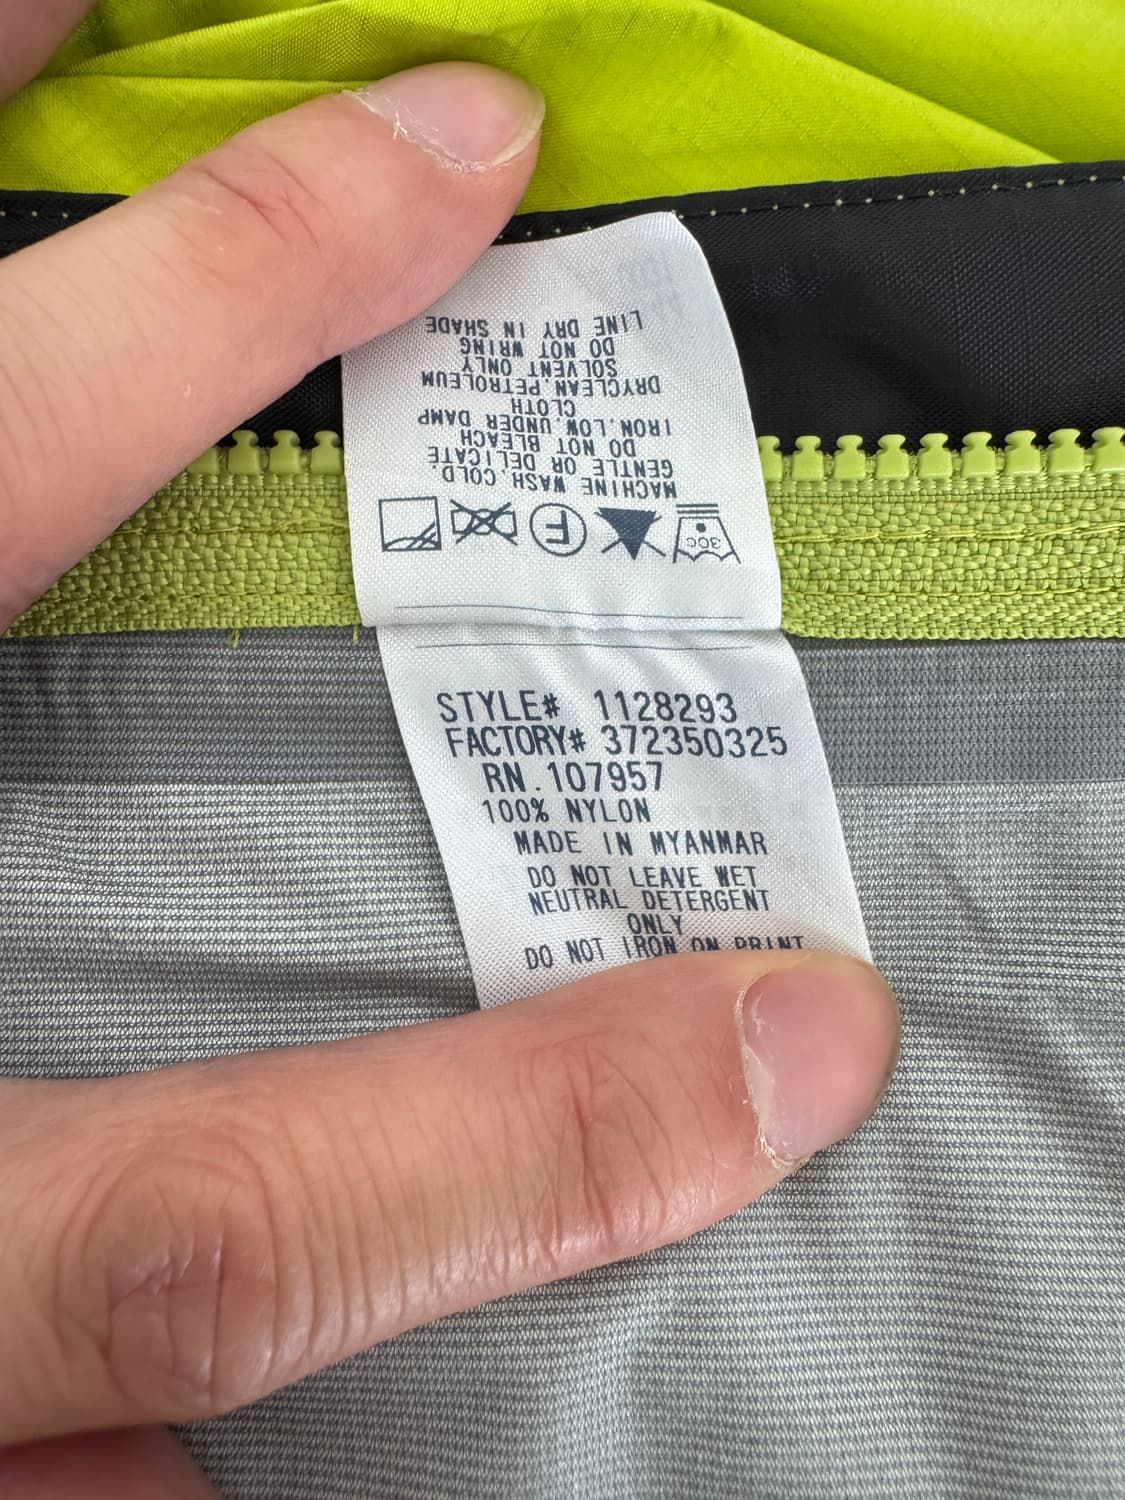 LINE DRY IN SHADE
DO NOT WRING
SOLVENT ONLY
DRYCLEAN,PETROLEUM
CLOTH
IRON,LOW,UNDER DAMP
DO NOT BLEACH
GENTLE OR DELICATE
MACHINE WASH,COLD,
F
30C
STYLE# 1128293
FACTORY# 372350325
RN.107957
100% NYLON
MADE IN MYANMAR
DO NOT LEAVE WET
NEUTRAL DETERGENT
ONLY
DO NOT IRON ON PRINT